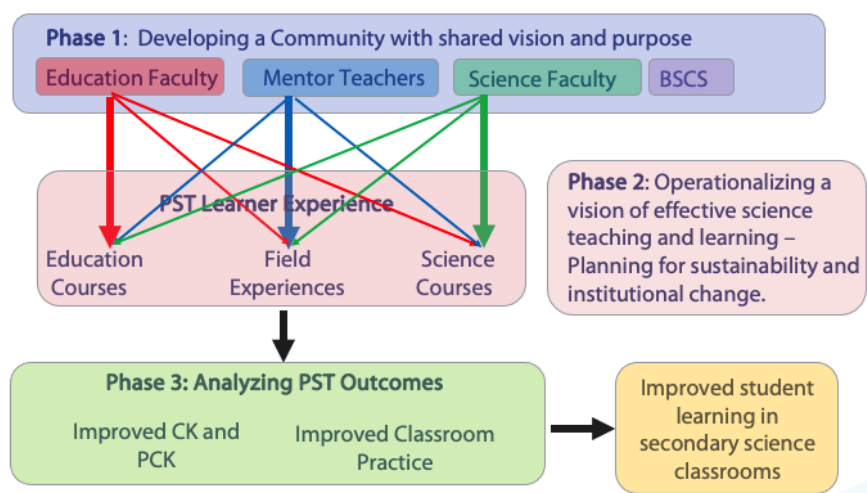 Phase 1: Developing a Community with shared vision and purpose
Education Faculty
Mentor Teachers
Science Faculty
BSCS
PST Learner Experience
Education
Courses
Field
Experiences
Science
Courses
Phase 2: Operationalizing a
vision of effective science
teaching and learning –
Planning for sustainability and
institutional change.
Phase 3: Analyzing PST Outcomes
Improved CK and
PCK
Improved Classroom
Practice
Improved student
learning in
secondary science
classrooms